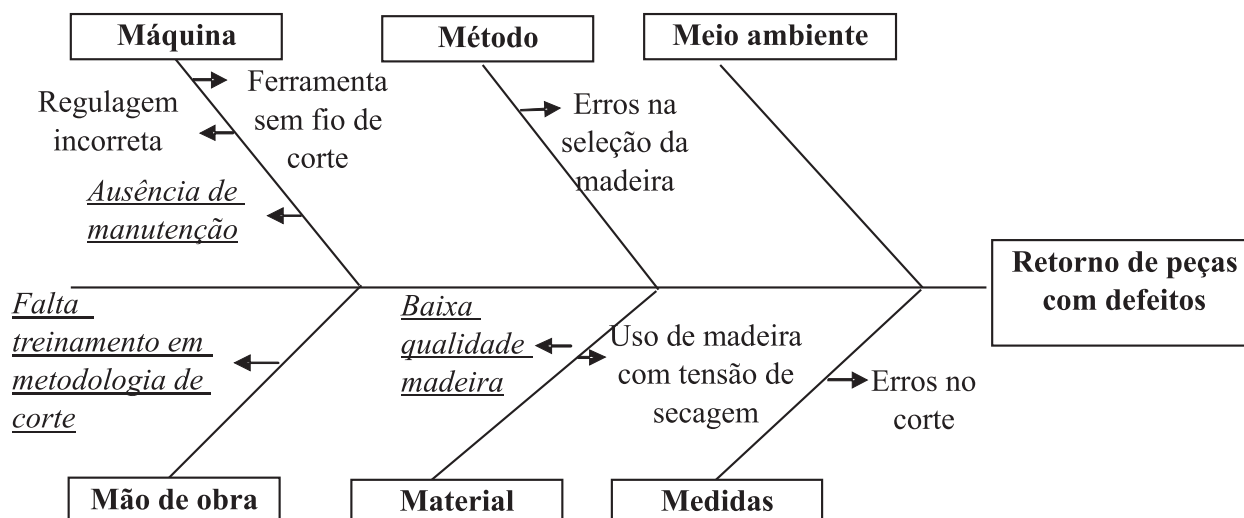 Máquina
Método
Meio ambiente
Ferramenta
sem fio de
corte
Regulagem
incorreta
Ausência de
manutenção
Erros na
seleção da
madeira
Retorno de peças
com defeitos
Falta
treinamento em
metodologia de
corte
Baixa
qualidade
madeira
Uso de madeira
com tensão de
secagem
Erros no
corte
Mão de obra
Material
Medidas